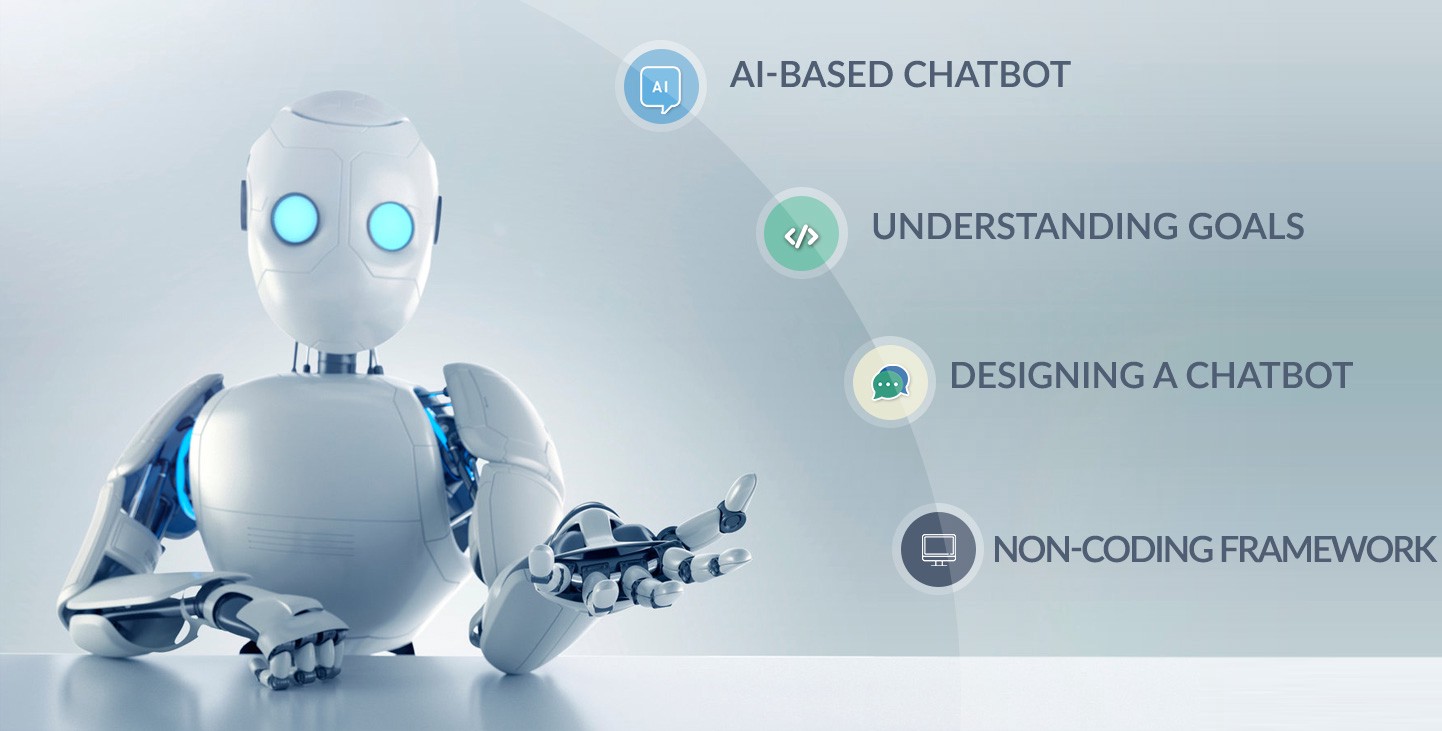 AI
AI-BASED CHATBOT
</>
UNDERSTANDING GOALS
DESIGNING A CHATBOT
NON-CODING FRAMEWORK